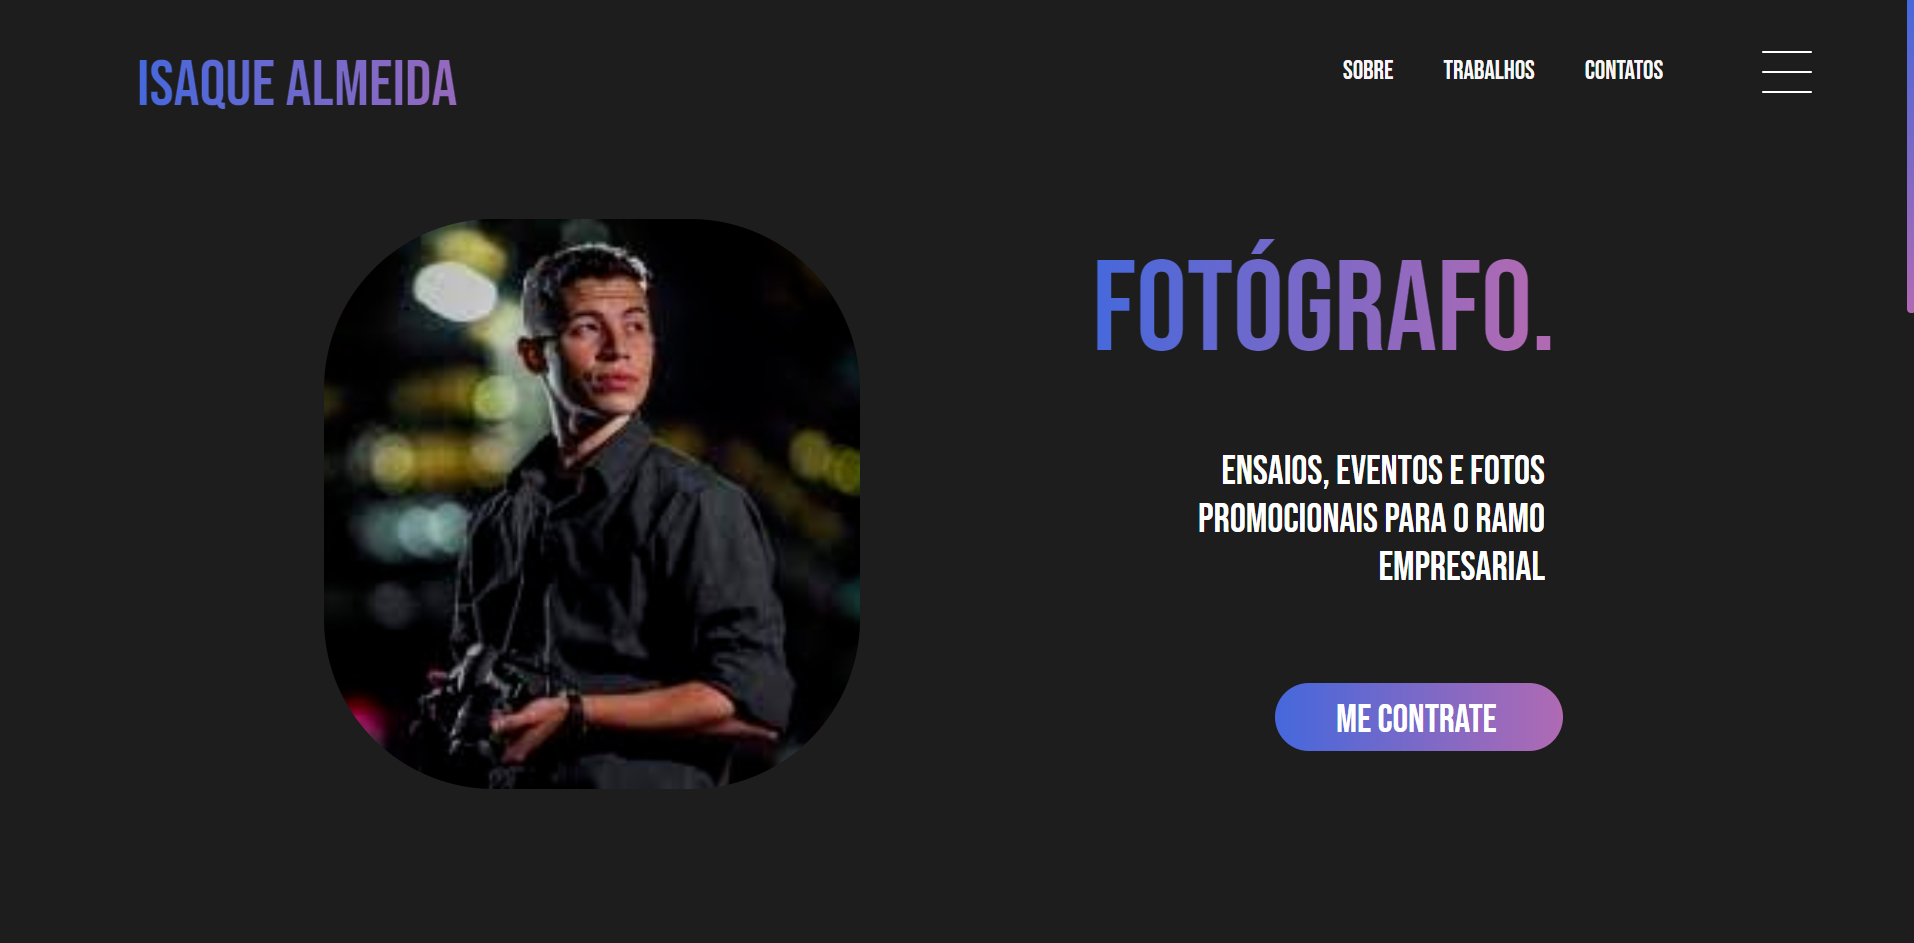 ISAQUE ALMEIDA
SOBRE
TRABALHOS
CONTATOS
FOTÓGRAFO.
ENSAIOS, EVENTOS E FOTOS
PROMOCIONAIS PARA O RAMO
EMPRESARIAL
ME CONTRATE